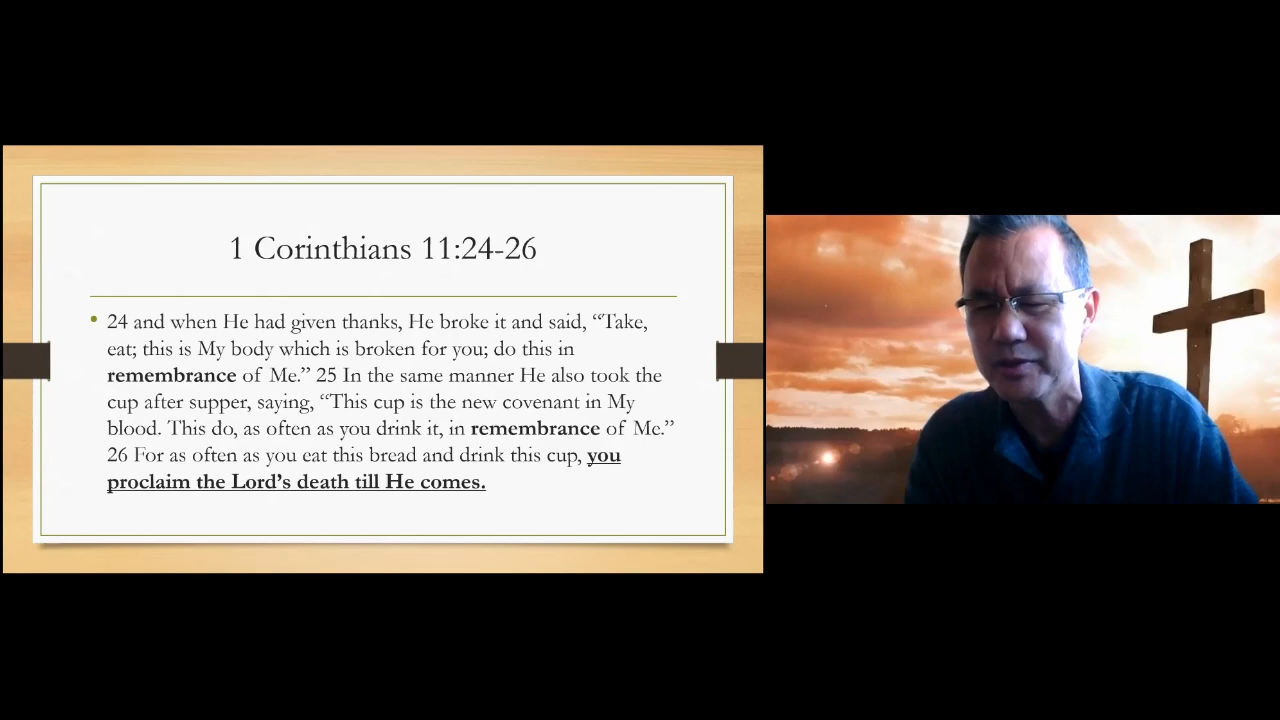 1 Corinthians 11:24-26
• 24 and when He had given thanks, He broke it and said, “Take,
eat; this is My body which is broken for you; do this in
remembrance of Me.” 25 In the same manner He also took the
cup after supper, saying, “This cup is the new covenant in My
blood. This do, as often as you drink it, in remembrance of Me.”
26 For as often as you eat this bread and drink this cup, you
proclaim the Lord’s death till He comes.